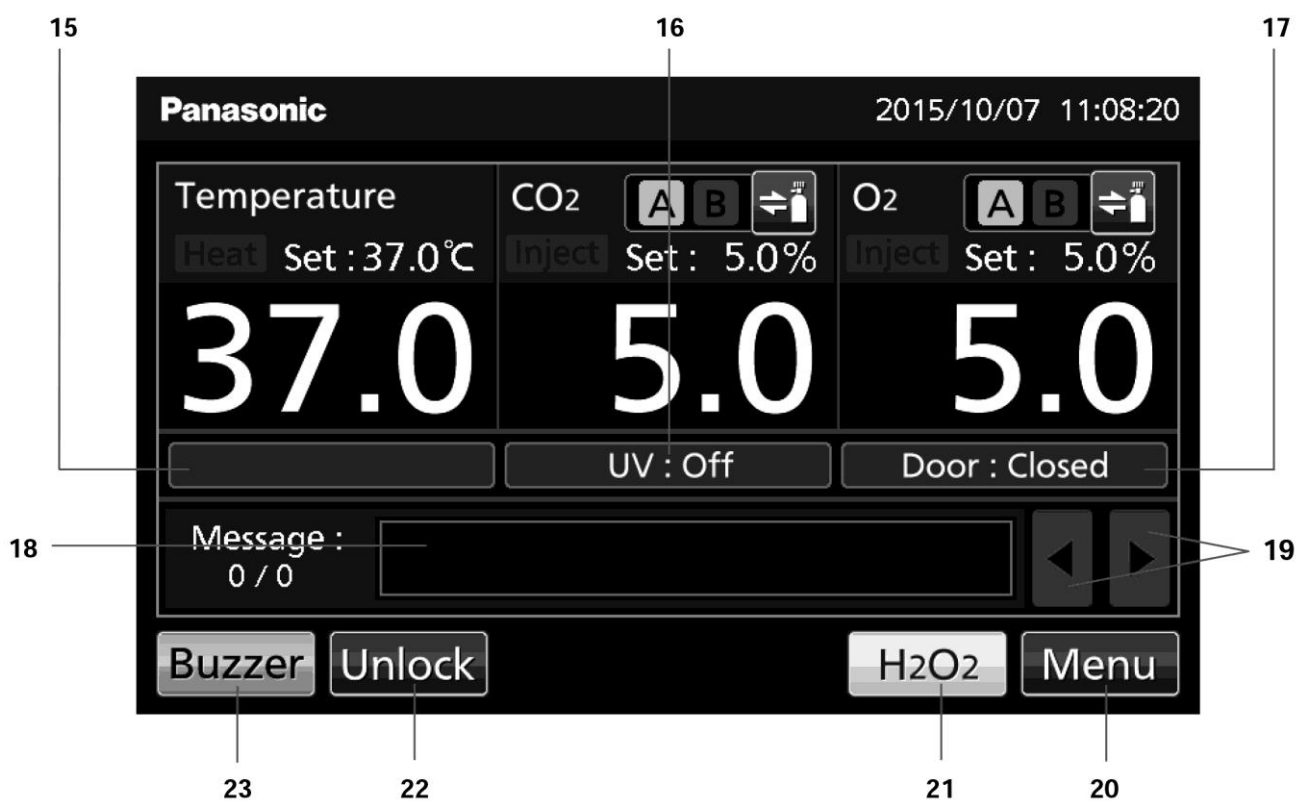 15 16 17
Panasonic 2015/10/07 11:08:20
Temperature CO2 A B O2 A B
Heat Set : 37.0℃ Inject Set : 5.0% Inject Set : 5.0%
37.0 5.0 5.0
UV : Off Door : Closed
18 Message : 19
0 / 0
Buzzer Unlock H2O2 Menu
23 22 21 20